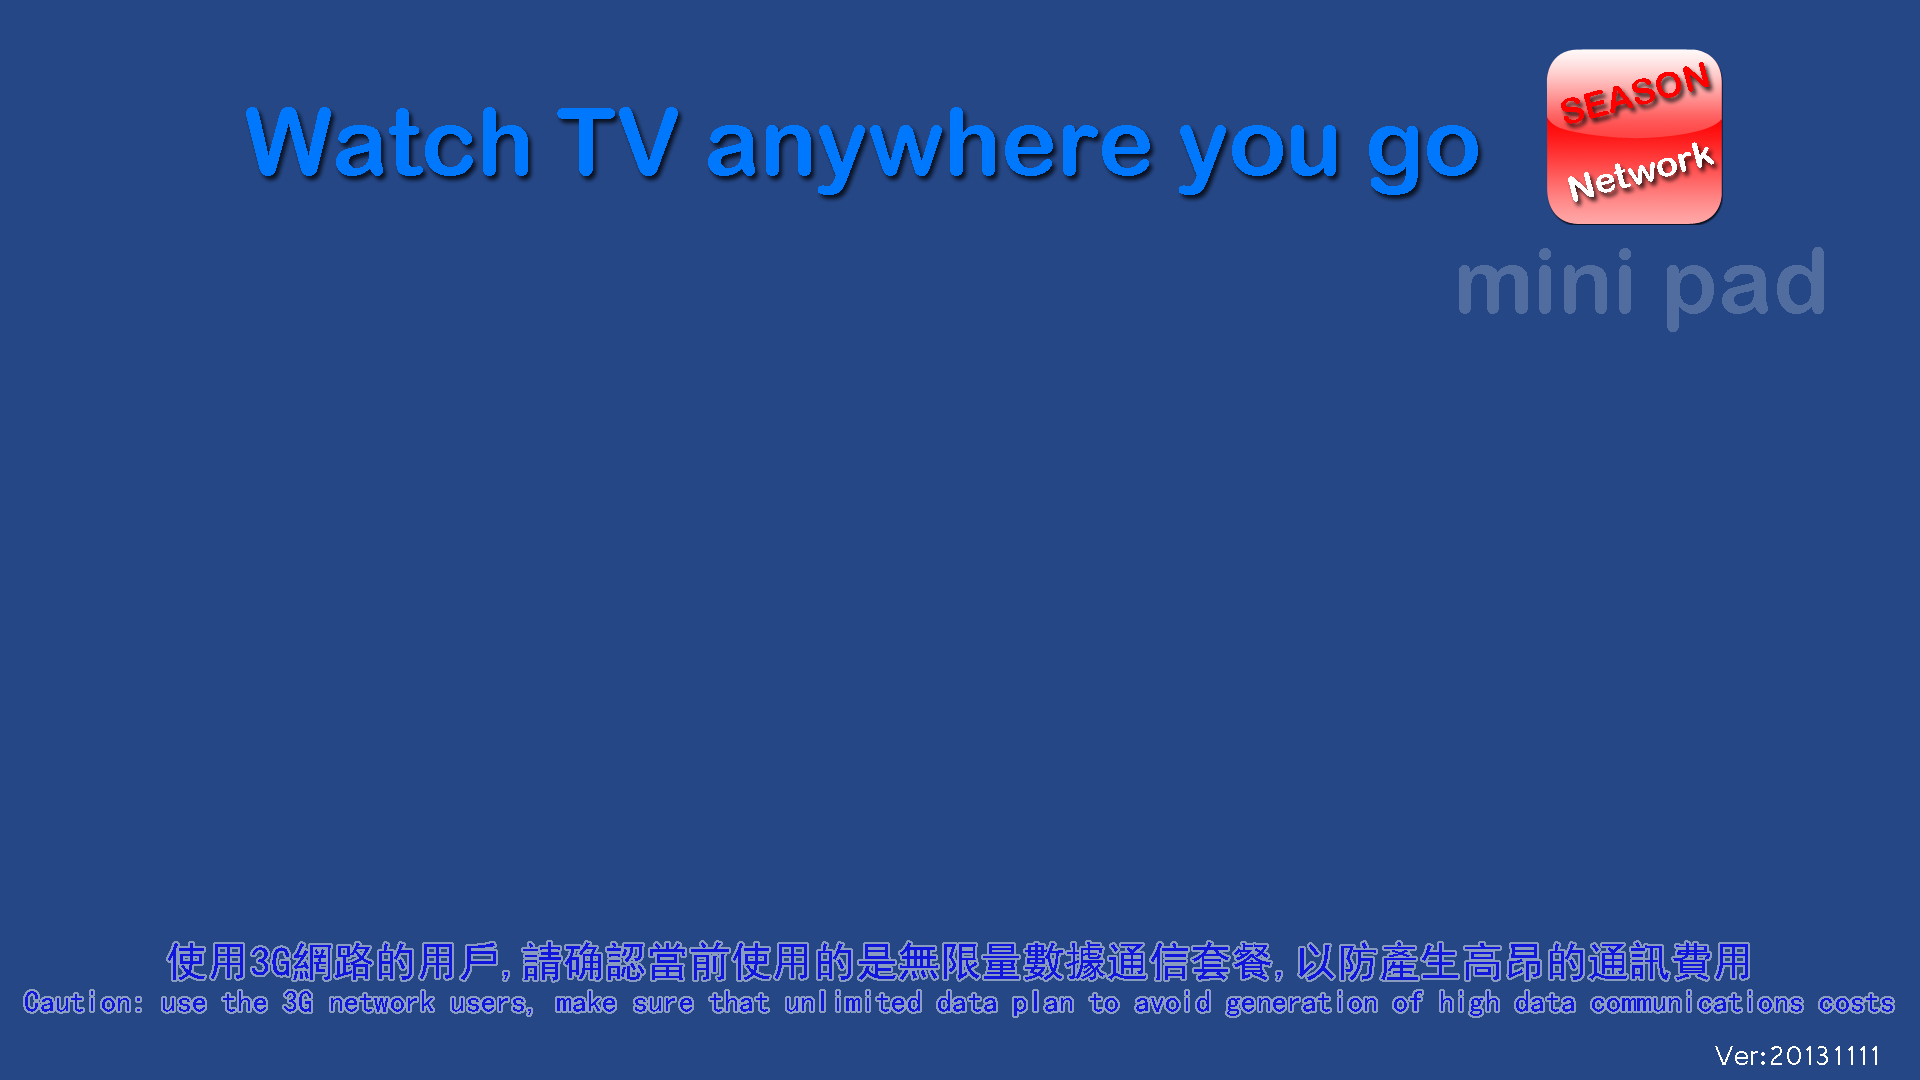 Watch TV anywhere you go
SEASON
Network
mini pad
使用3G網路的用戶,請确認當前使用的是無限量數據通信套餐,以防產生高昂的通訊費用
Caution: use the 3G network users, make sure that unlimited data plan to avoid generation of high data communications costs
Ver:20131111